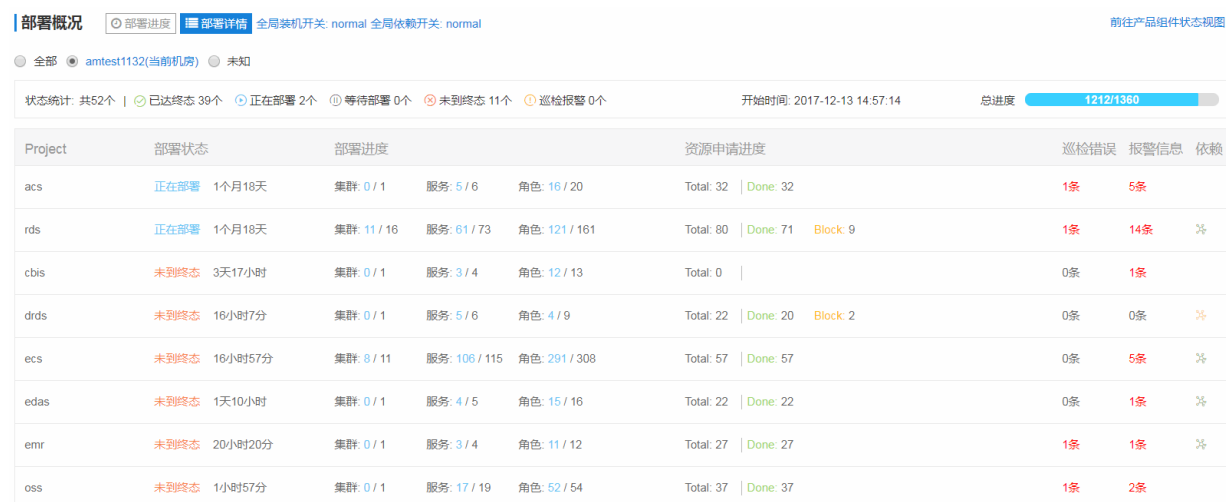 部署概况 部署进度 部署详情 全局装机开关: normal 全局依赖开关: normal 前往产品组件状态视图
全部 amtest1132(当前机房) 未知
状态统计: 共52个 | 已达终态 39个 正在部署 2个 等待部署 0个 未到终态 11个 巡检报警 0个 开始时间: 2017-12-13 14:57:14 总进度 1212/1360
Project 部署状态 部署进度 资源申请进度 巡检错误 报警信息 依赖
acs 正在部署 1个月18天 集群: 0 / 1 服务: 5 / 6 角色: 16 / 20 Total: 32 Done: 32 1条 5条
rds 正在部署 1个月18天 集群: 11 / 16 服务: 61 / 73 角色: 121 / 161 Total: 80 Done: 71 Block: 9 1条 14条
cbis 未到终态 3天17小时 集群: 0 / 1 服务: 3 / 4 角色: 12 / 13 Total: 0 0条 1条
drds 未到终态 16小时7分 集群: 0 / 1 服务: 5 / 6 角色: 4 / 9 Total: 22 Done: 20 Block: 2 0条 0条
ecs 未到终态 16小时57分 集群: 8 / 11 服务: 106 / 115 角色: 291 / 308 Total: 57 Done: 57 0条 5条
edas 未到终态 1天10小时 集群: 0 / 1 服务: 4 / 5 角色: 15 / 16 Total: 22 Done: 22 0条 1条
emr 未到终态 20小时20分 集群: 0 / 1 服务: 3 / 4 角色: 11 / 12 Total: 27 Done: 27 1条 1条
oss 未到终态 1小时57分 集群: 0 / 1 服务: 17 / 19 角色: 52 / 54 Total: 37 Done: 37 1条 2条